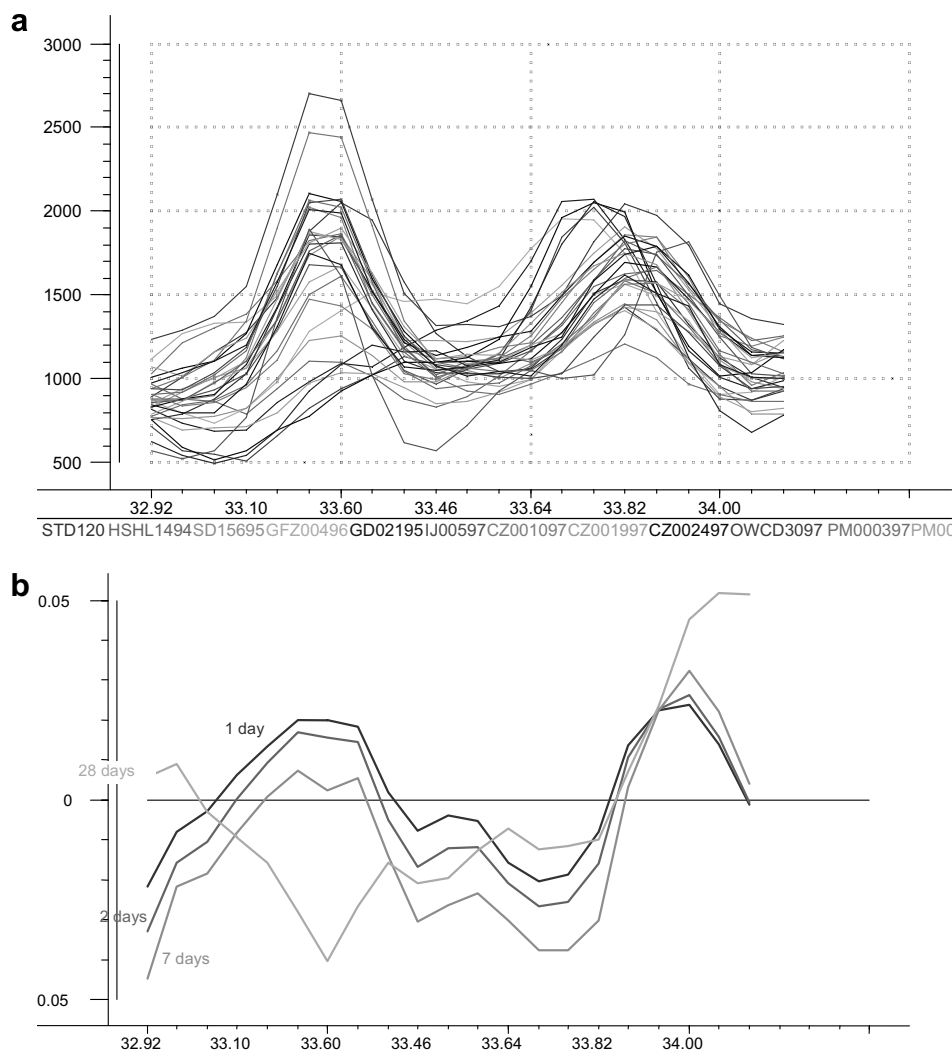 a
3000
2500
2000
1500
1000
500
32.92 33.10 33.60 33.46 33.64 33.82 34.00
STD120 HSHL1494 SD15695 GFZ00496 GD02195 IJ00597 CZ001097 CZ001997 CZ002497 OWCD3097 PM000397 PM00
b
0.05
1 day
28 days
0
2 days
7 days
0.05
32.92 33.10 33.60 33.46 33.64 33.82 34.00